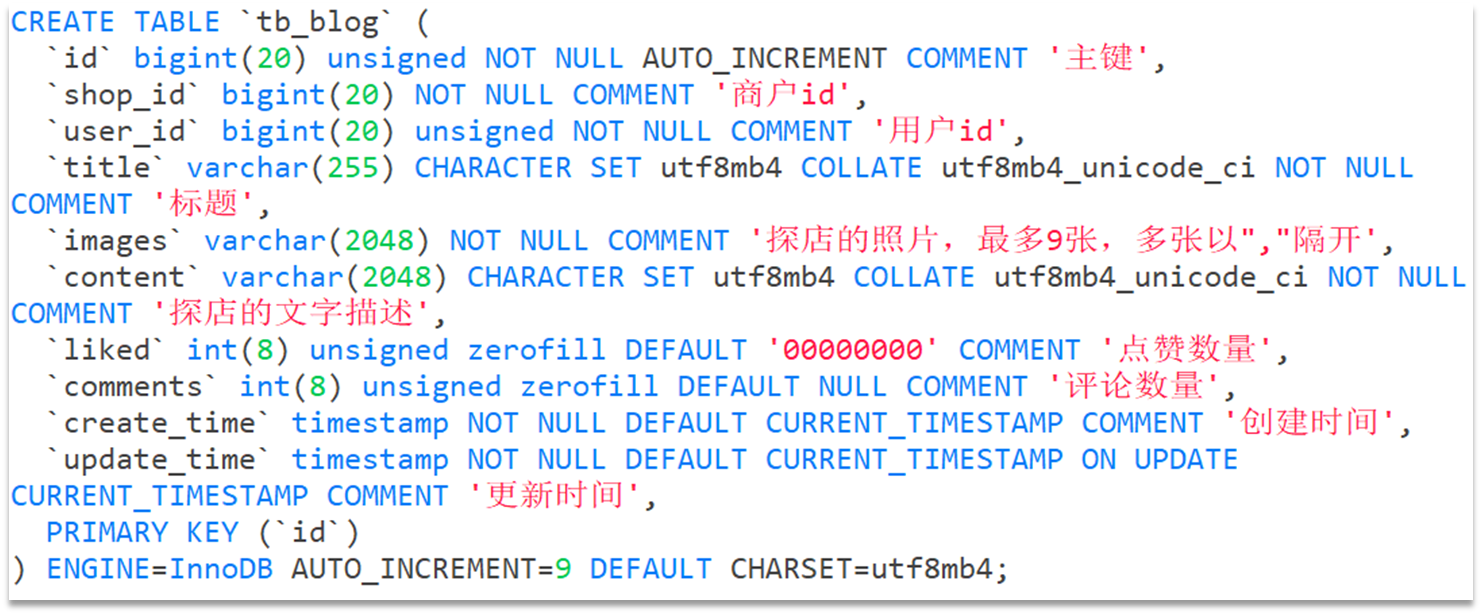 CREATE TABLE `tb_blog` (
  `id` bigint(20) unsigned NOT NULL AUTO_INCREMENT COMMENT '主键',
  `shop_id` bigint(20) NOT NULL COMMENT '商户id',
  `user_id` bigint(20) unsigned NOT NULL COMMENT '用户id',
  `title` varchar(255) CHARACTER SET utf8mb4 COLLATE utf8mb4_unicode_ci NOT NULL
COMMENT '标题',
  `images` varchar(2048) NOT NULL COMMENT '探店的照片，最多9张，多张以","隔开',
  `content` varchar(2048) CHARACTER SET utf8mb4 COLLATE utf8mb4_unicode_ci NOT NULL
COMMENT '探店的文字描述',
  `liked` int(8) unsigned zerofill DEFAULT '00000000' COMMENT '点赞数量',
  `comments` int(8) unsigned zerofill DEFAULT NULL COMMENT '评论数量',
  `create_time` timestamp NOT NULL DEFAULT CURRENT_TIMESTAMP COMMENT '创建时间',
  `update_time` timestamp NOT NULL DEFAULT CURRENT_TIMESTAMP ON UPDATE
CURRENT_TIMESTAMP COMMENT '更新时间',
  PRIMARY KEY (`id`)
) ENGINE=InnoDB AUTO_INCREMENT=9 DEFAULT CHARSET=utf8mb4;